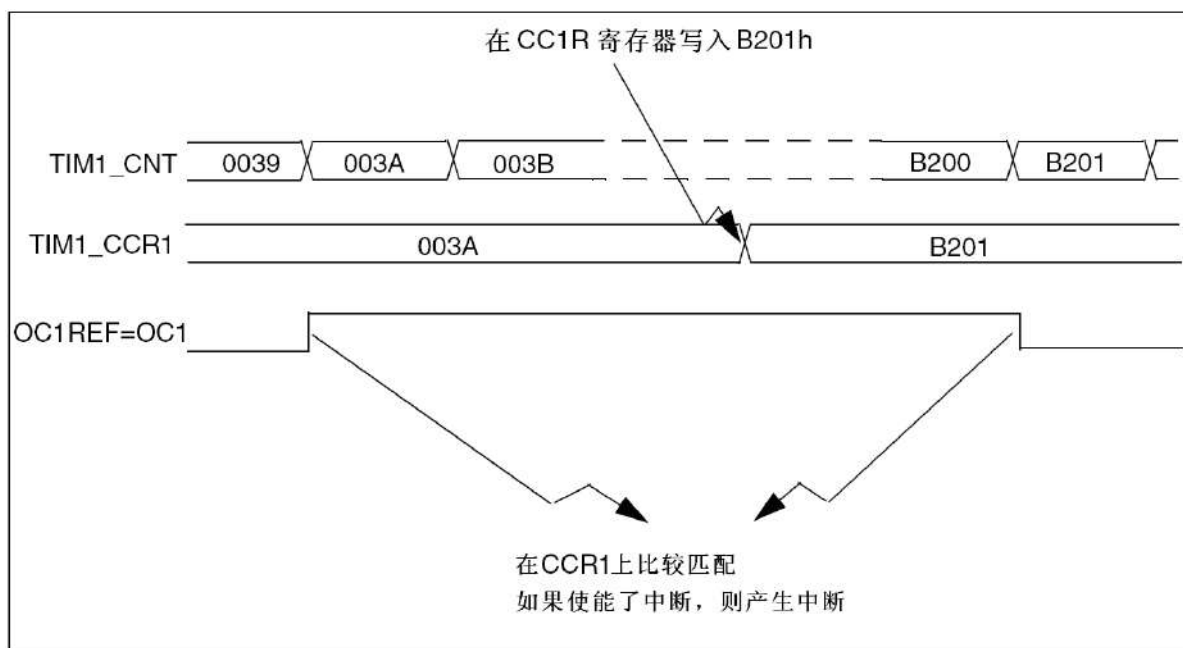 在 CC1R 寄存器写入 B201h
TIM1_CNT 0039 003A 003B B200 B201
TIM1_CCR1 003A B201
OC1REF=OC1
在CCR1上比较匹配
如果使能了中断，则产生中断